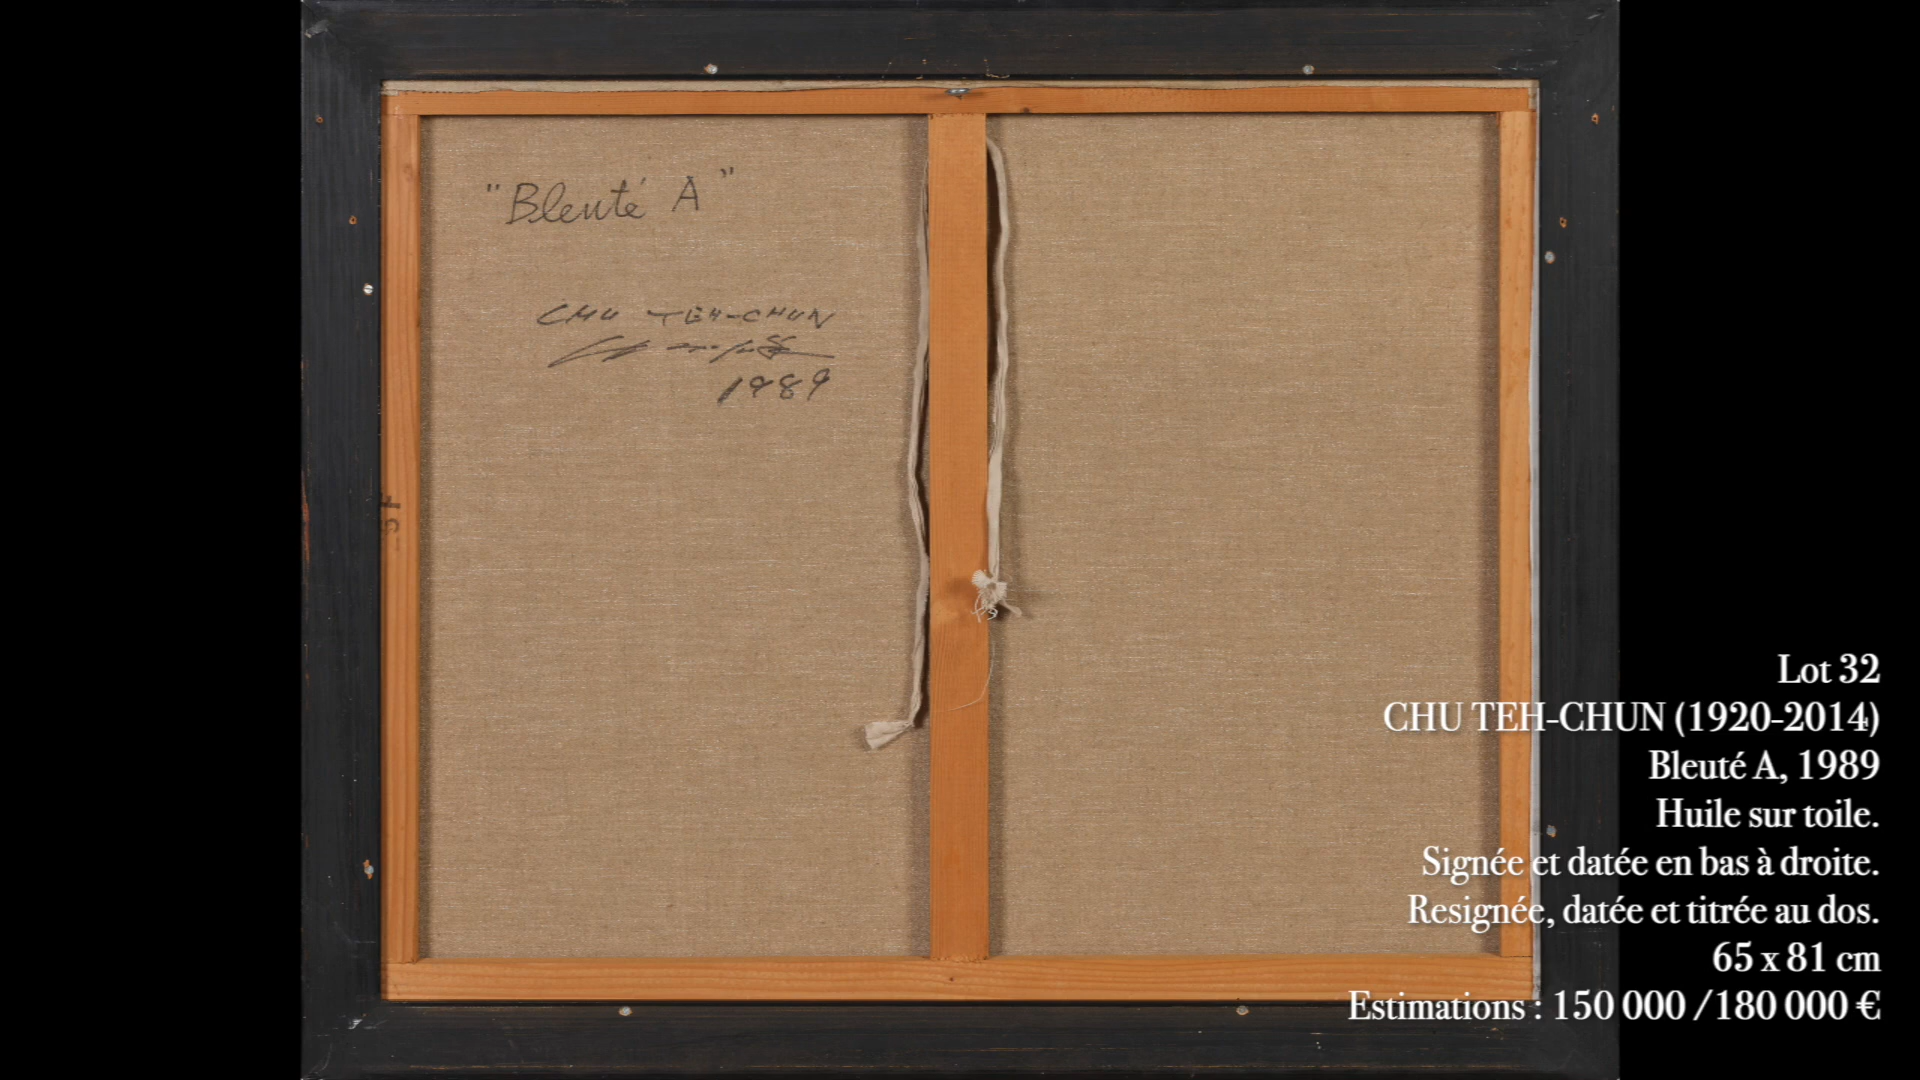 "Bleuté A"
CHU TEH-CHUN
1989
5F
Lot 32
CHU TEH-CHUN (1920-2014)
Bleuté A, 1989
Huile sur toile.
Signée et datée en bas à droite.
Resignée, datée et titrée au dos.
65 x 81 cm
Estimations : 150 000 /180 000 €